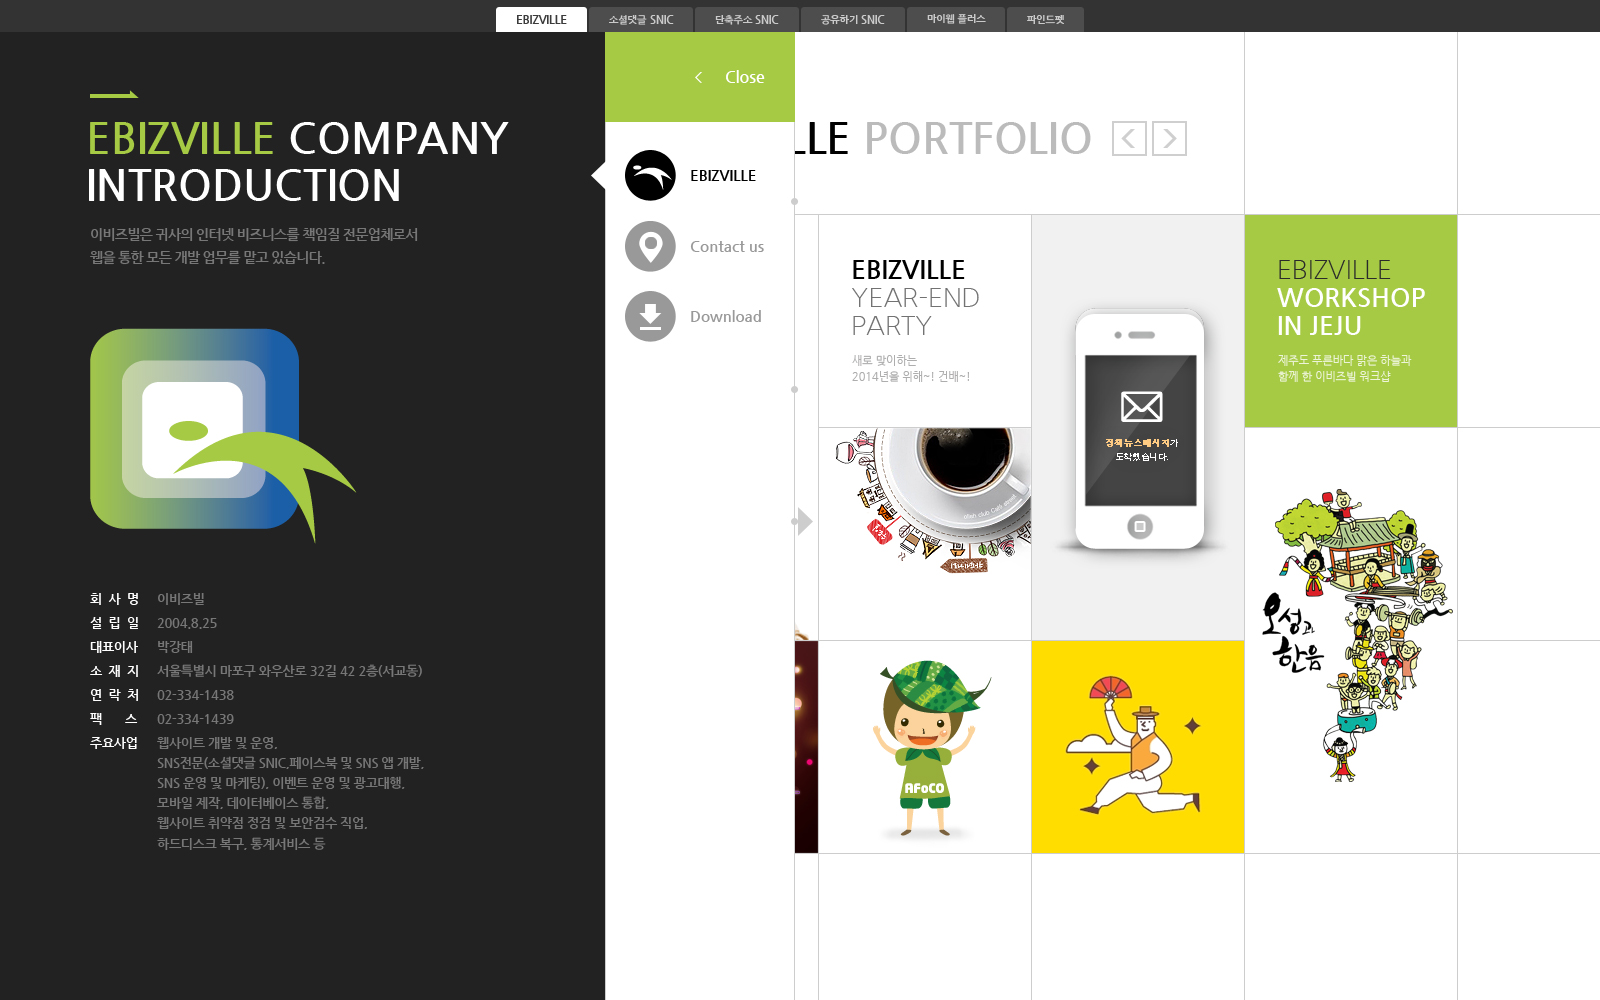 EBIZVILLE
소셜댓글 SNIC
단축주소 SNIC
공유하기 SNIC
마이웹 플러스
파인드펫
EBIZVILLE COMPANY
INTRODUCTION
이비즈빌은 귀사의 인터넷 비즈니스를 책임질 전문업체로서
웹을 통한 모든 개발 업무를 맡고 있습니다.
회 사 명 이비즈빌
설 립 일 2004.8.25
대표이사 박강태
소 재 지 서울특별시 마포구 와우산로 32길 42 2층(서교동)
연 락 처 02-334-1438
팩 스 02-334-1439
주요사업 웹사이트 개발 및 운영,
SNS전문(소셜댓글 SNIC,페이스북 및 SNS 앱 개발,
SNS 운영 및 마케팅), 이벤트 운영 및 광고대행,
모바일 제작, 데이터베이스 통합,
웹사이트 취약점 점검 및 보안검수 직업,
하드디스크 복구, 통계서비스 등
Close
EBIZVILLE
Contact us
Download
LLE PORTFOLIO
EBIZVILLE
YEAR-END
PARTY
새로 맞이하는
2014년을 위해~! 건배~!
정책뉴스메시지가
도착했습니다.
EBIZVILLE
WORKSHOP
IN JEJU
제주도 푸른바다 맑은 하늘과
함께 한 이비즈빌 워크샵
오성과
한음
AFoCO